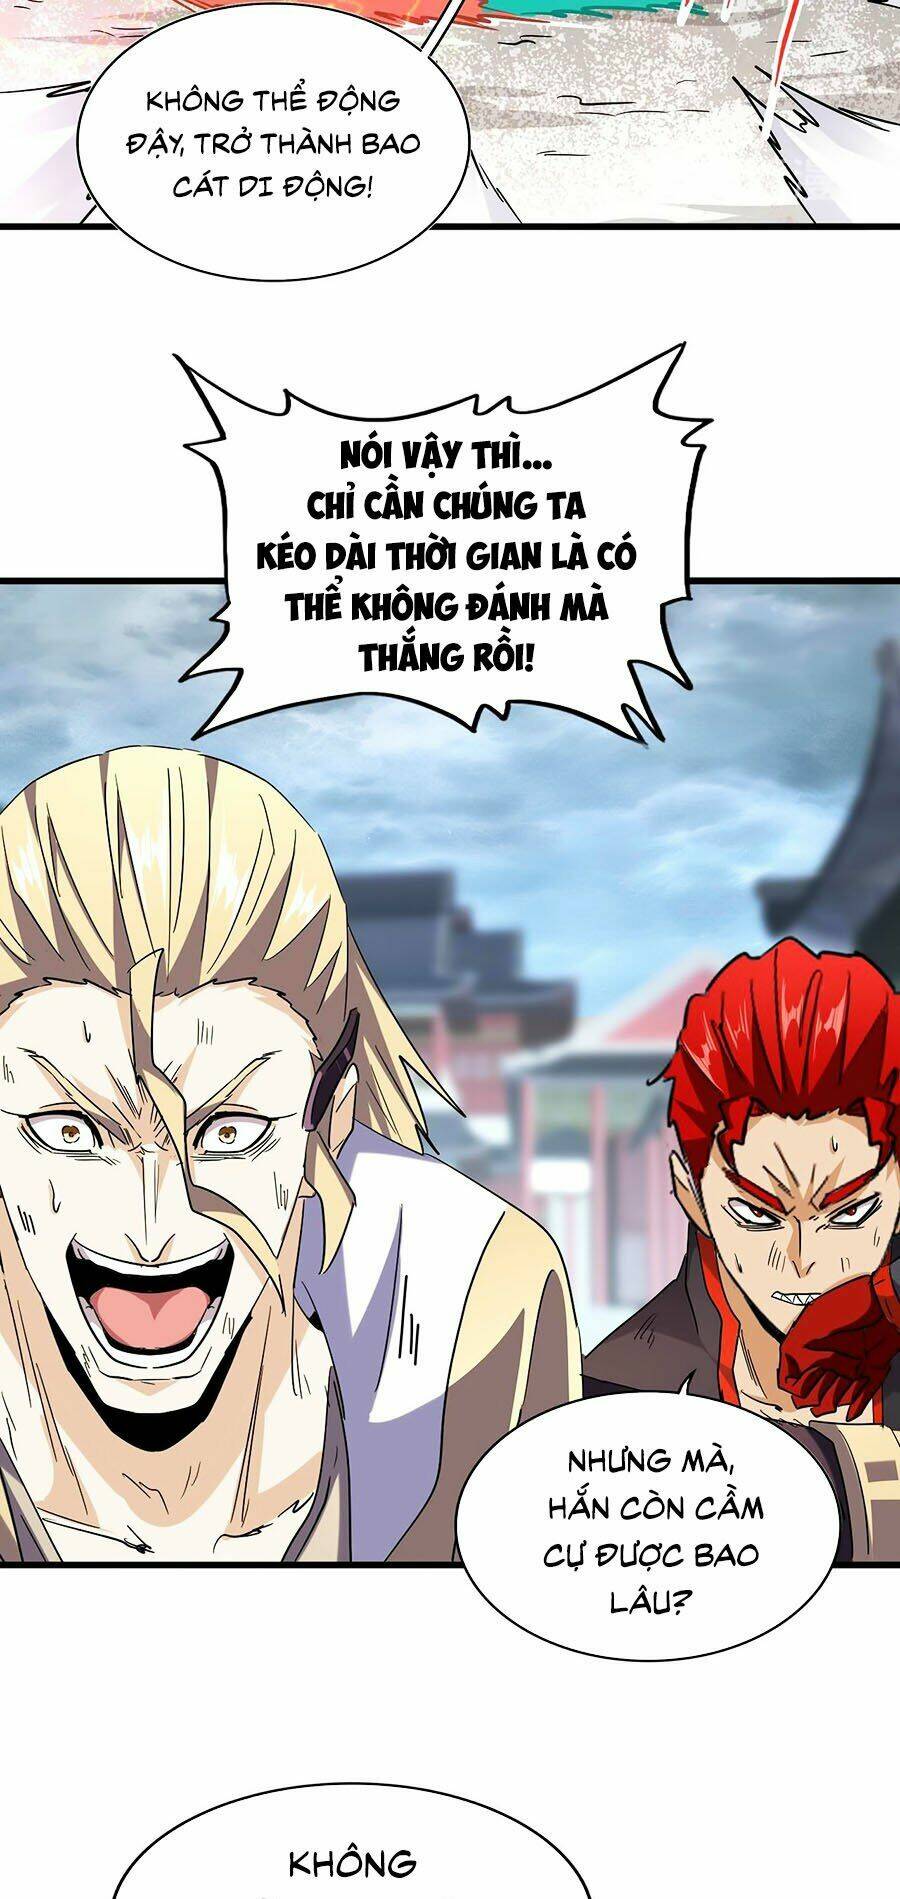 KHÔNG THỂ ĐỘNG
ĐẬY, TRỞ THÀNH BAO
CÁT DI ĐỘNG!
NÓI VẬY THÌ...
CHỈ CẦN CHÚNG TA
KÉO DÀI THỜI GIAN LÀ CÓ
THỂ KHÔNG ĐÁNH MÀ
THẮNG RỒI!
NHƯNG MÀ,
HẮN CÒN CẦM
CỰ ĐƯỢC BAO
LÂU?
KHÔNG